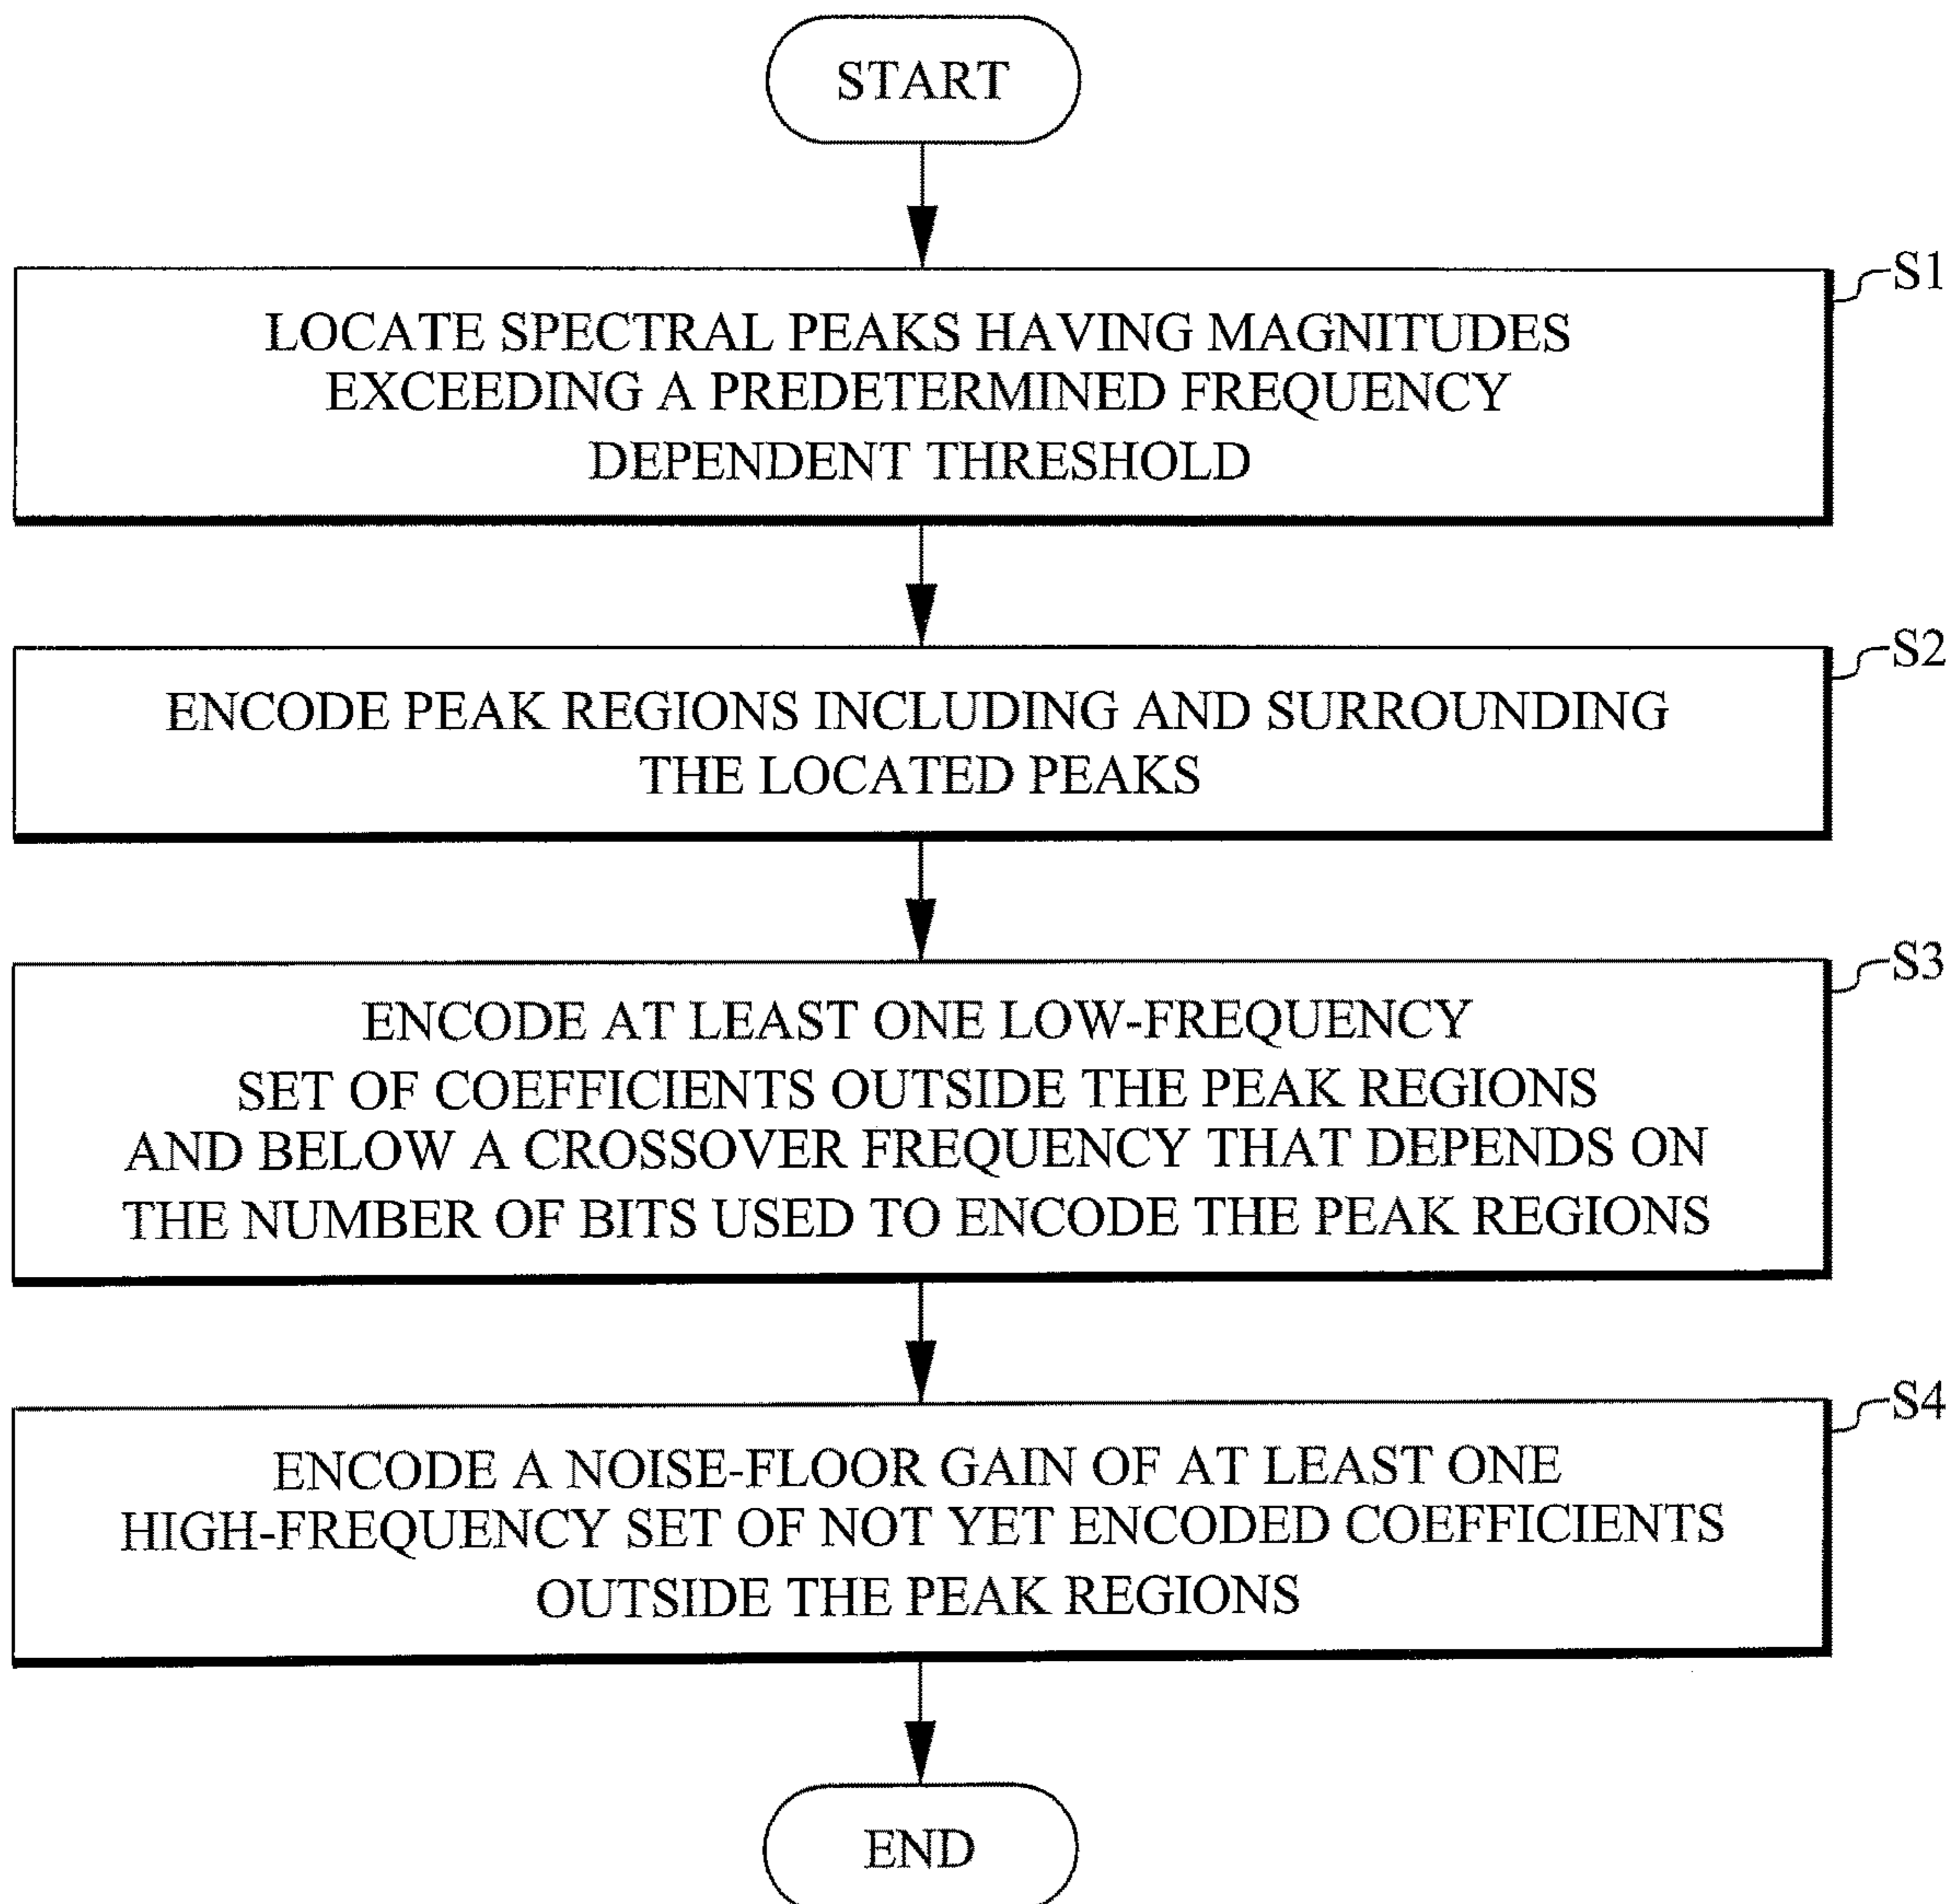 START
S1
LOCATE SPECTRAL PEAKS HAVING MAGNITUDES
EXCEEDING A PREDETERMINED FREQUENCY
DEPENDENT THRESHOLD
S2
ENCODE PEAK REGIONS INCLUDING AND SURROUNDING
THE LOCATED PEAKS
S3
ENCODE AT LEAST ONE LOW-FREQUENCY
SET OF COEFFICIENTS OUTSIDE THE PEAK REGIONS
AND BELOW A CROSSOVER FREQUENCY THAT DEPENDS ON
THE NUMBER OF BITS USED TO ENCODE THE PEAK REGIONS
S4
ENCODE A NOISE-FLOOR GAIN OF AT LEAST ONE
HIGH-FREQUENCY SET OF NOT YET ENCODED COEFFICIENTS
OUTSIDE THE PEAK REGIONS
END